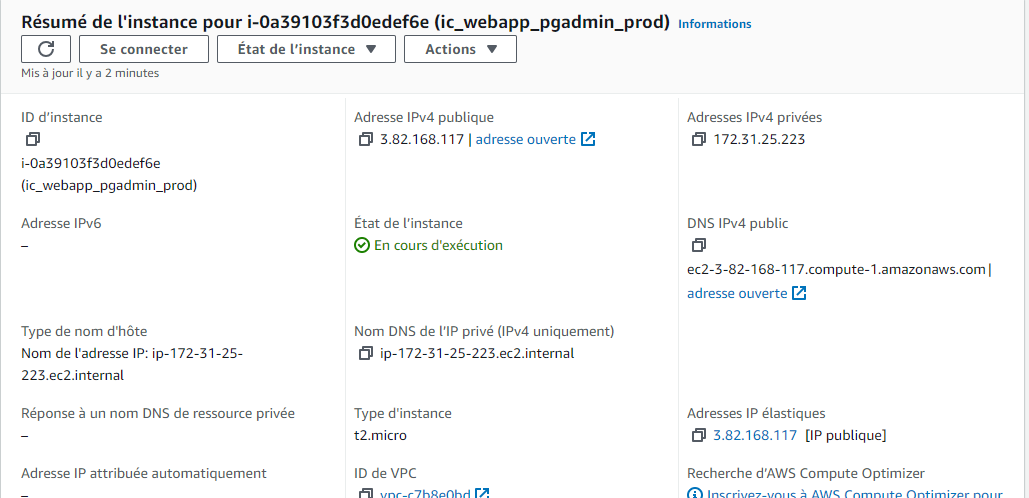 Résumé de l'instance pour i-0a39103f3d0edef6e (ic_webapp_pgadmin_prod) Informations
Se connecter État de l'instance Actions
Mis à jour il y a 2 minutes
ID d'instance
i-0a39103f3d0edef6e
(ic_webapp_pgadmin_prod)
Adresse IPv4 publique
3.82.168.117 | adresse ouverte
Adresses IPv4 privées
172.31.25.223
Adresse IPv6
–
État de l'instance
En cours d'exécution
DNS IPv4 public
ec2-3-82-168-117.compute-1.amazonaws.com |
adresse ouverte
Type de nom d'hôte
Nom de l'adresse IP: ip-172-31-25-
223.ec2.internal
Nom DNS de l'IP privé (IPv4 uniquement)
ip-172-31-25-223.ec2.internal
Réponse à un nom DNS de ressource privée
–
Type d'instance
t2.micro
Adresses IP élastiques
3.82.168.117 [IP publique]
Adresse IP attribuée automatiquement
–
ID de VPC
vpc-c7b8e0bd
Recherche d'AWS Compute Optimizer
Inscrivez-vous à AWS Compute Optimizer pour